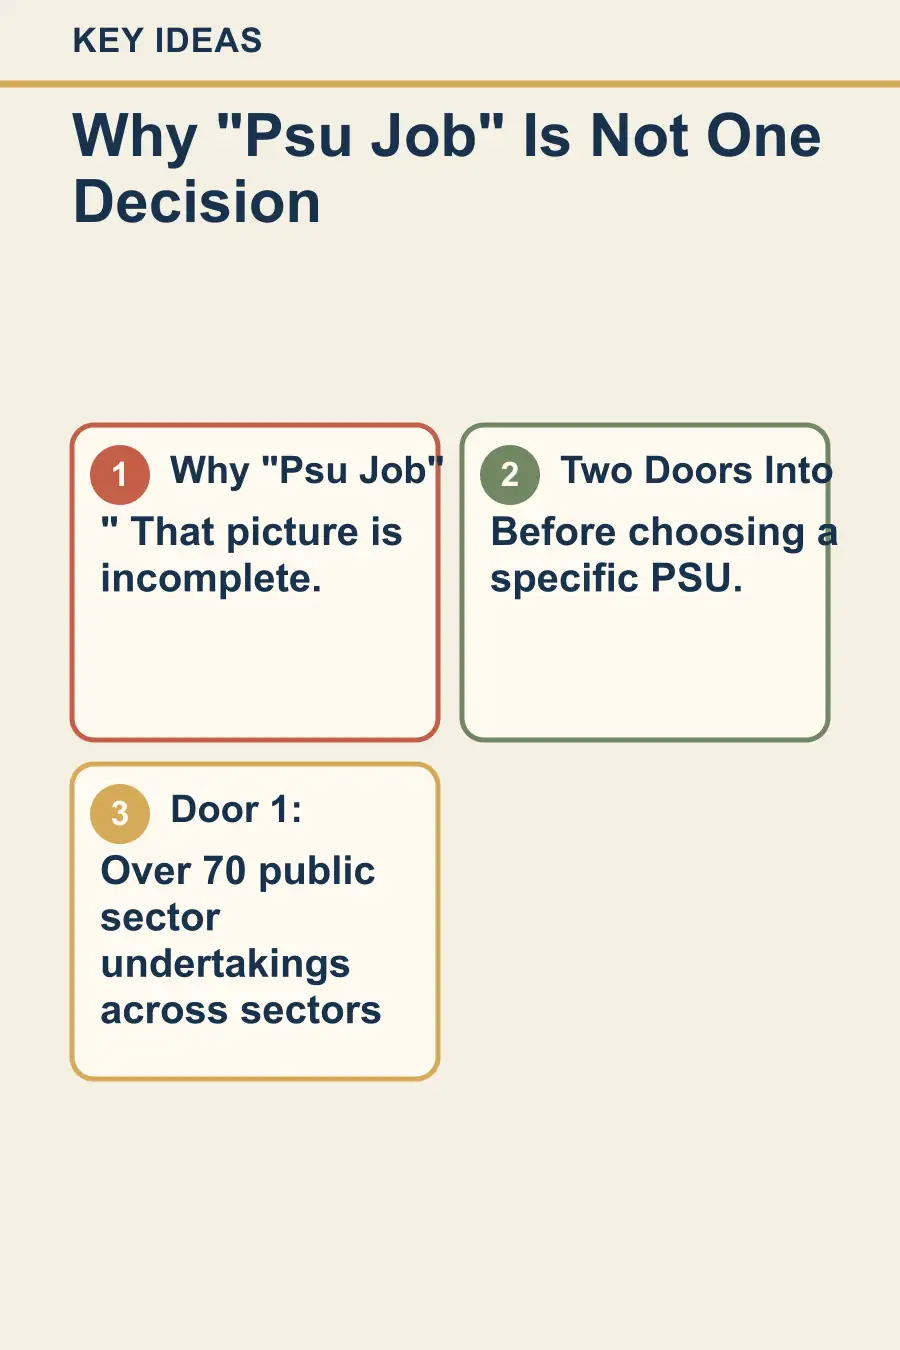 KEY IDEAS
Why "Psu Job" Is Not One
Decision
1
Why "Psu Job"
" That picture is
incomplete.
2
Two Doors Into
Before choosing a
specific PSU.
3
Door 1:
Over 70 public
sector
undertakings
across sectors